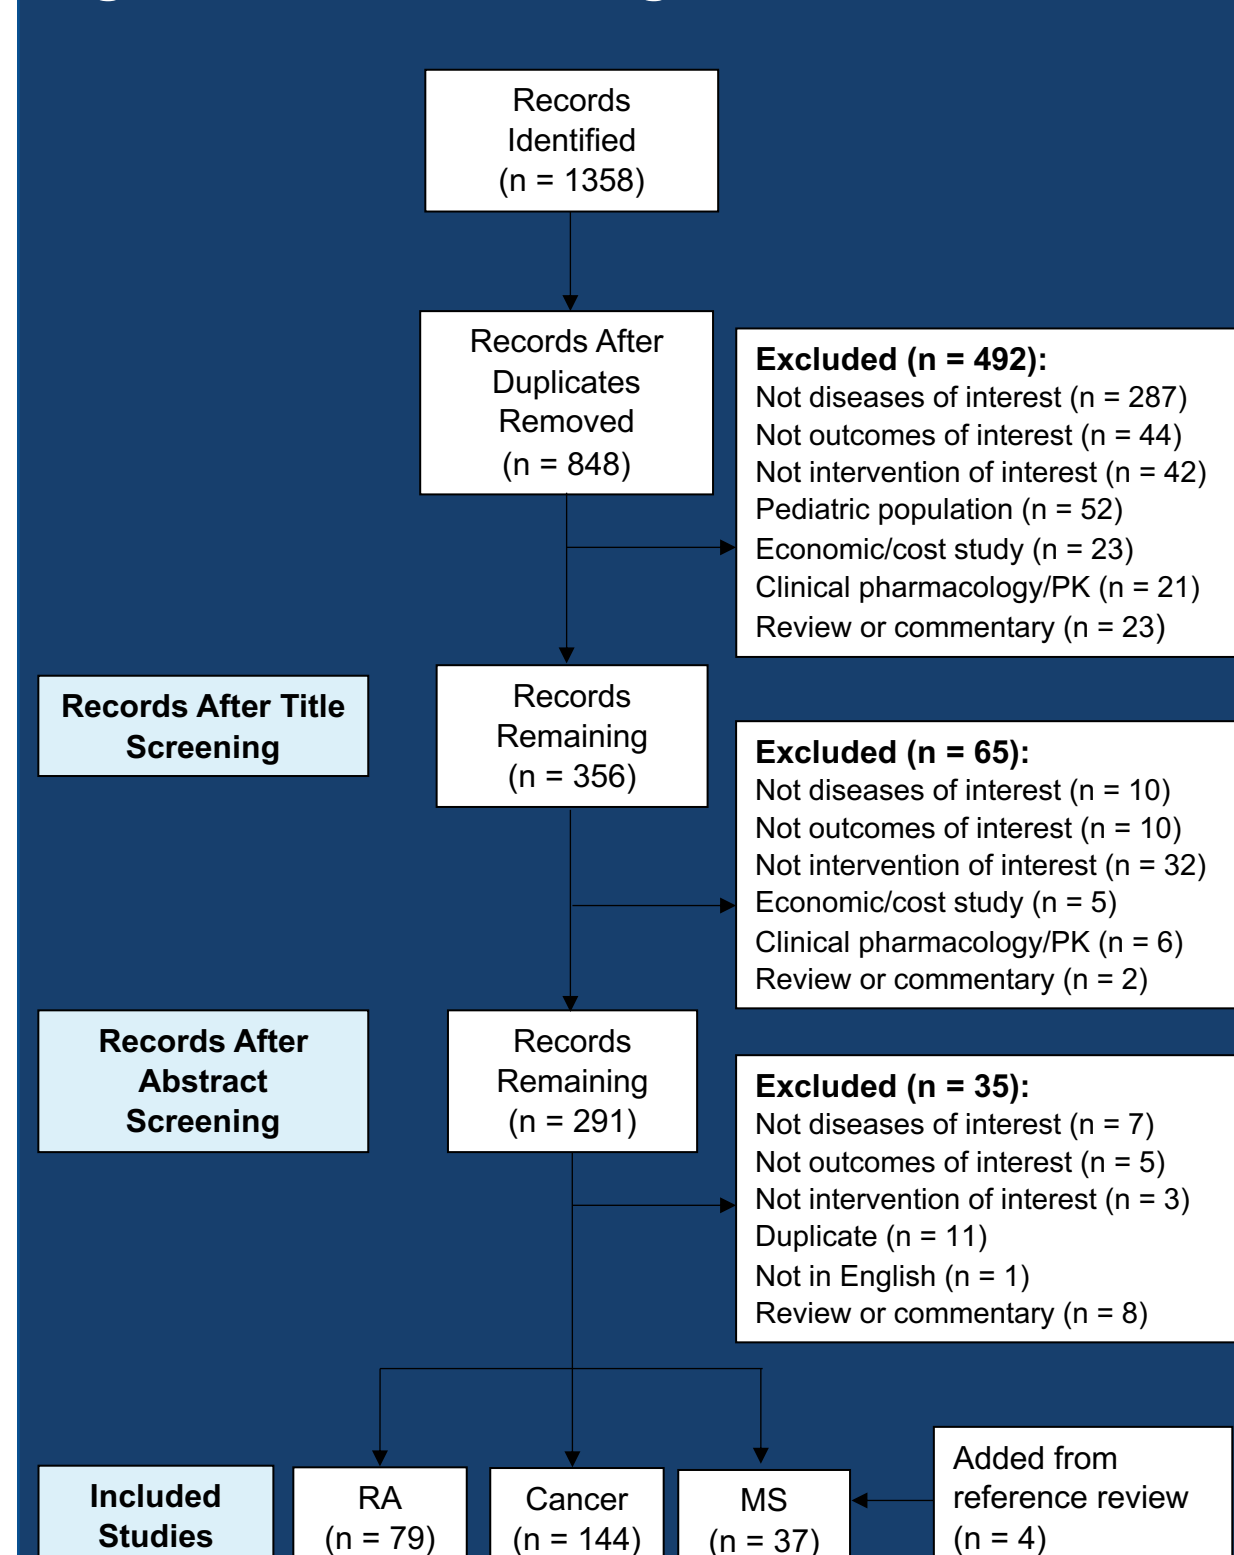 Records
Identified
(n = 1358)
Records After
Duplicates
Removed
(n = 848)
Excluded (n = 492):
Not diseases of interest (n = 287)
Not outcomes of interest (n = 44)
Not intervention of interest (n = 42)
Pediatric population (n = 52)
Economic/cost study (n = 23)
Clinical pharmacology/PK (n = 21)
Review or commentary (n = 23)
Records After Title
Screening
Records
Remaining
(n = 356)
Excluded (n = 65):
Not diseases of interest (n = 10)
Not outcomes of interest (n = 10)
Not intervention of interest (n = 32)
Economic/cost study (n = 5)
Clinical pharmacology/PK (n = 6)
Review or commentary (n = 2)
Records After
Abstract
Screening
Records
Remaining
(n = 291)
Excluded (n = 35):
Not diseases of interest (n = 7)
Not outcomes of interest (n = 5)
Not intervention of interest (n = 3)
Duplicate (n = 11)
Not in English (n = 1)
Review or commentary (n = 8)
Included
Studies
RA
(n = 79)
Cancer
(n = 144)
MS
(n = 37)
Added from
reference review
(n = 4)